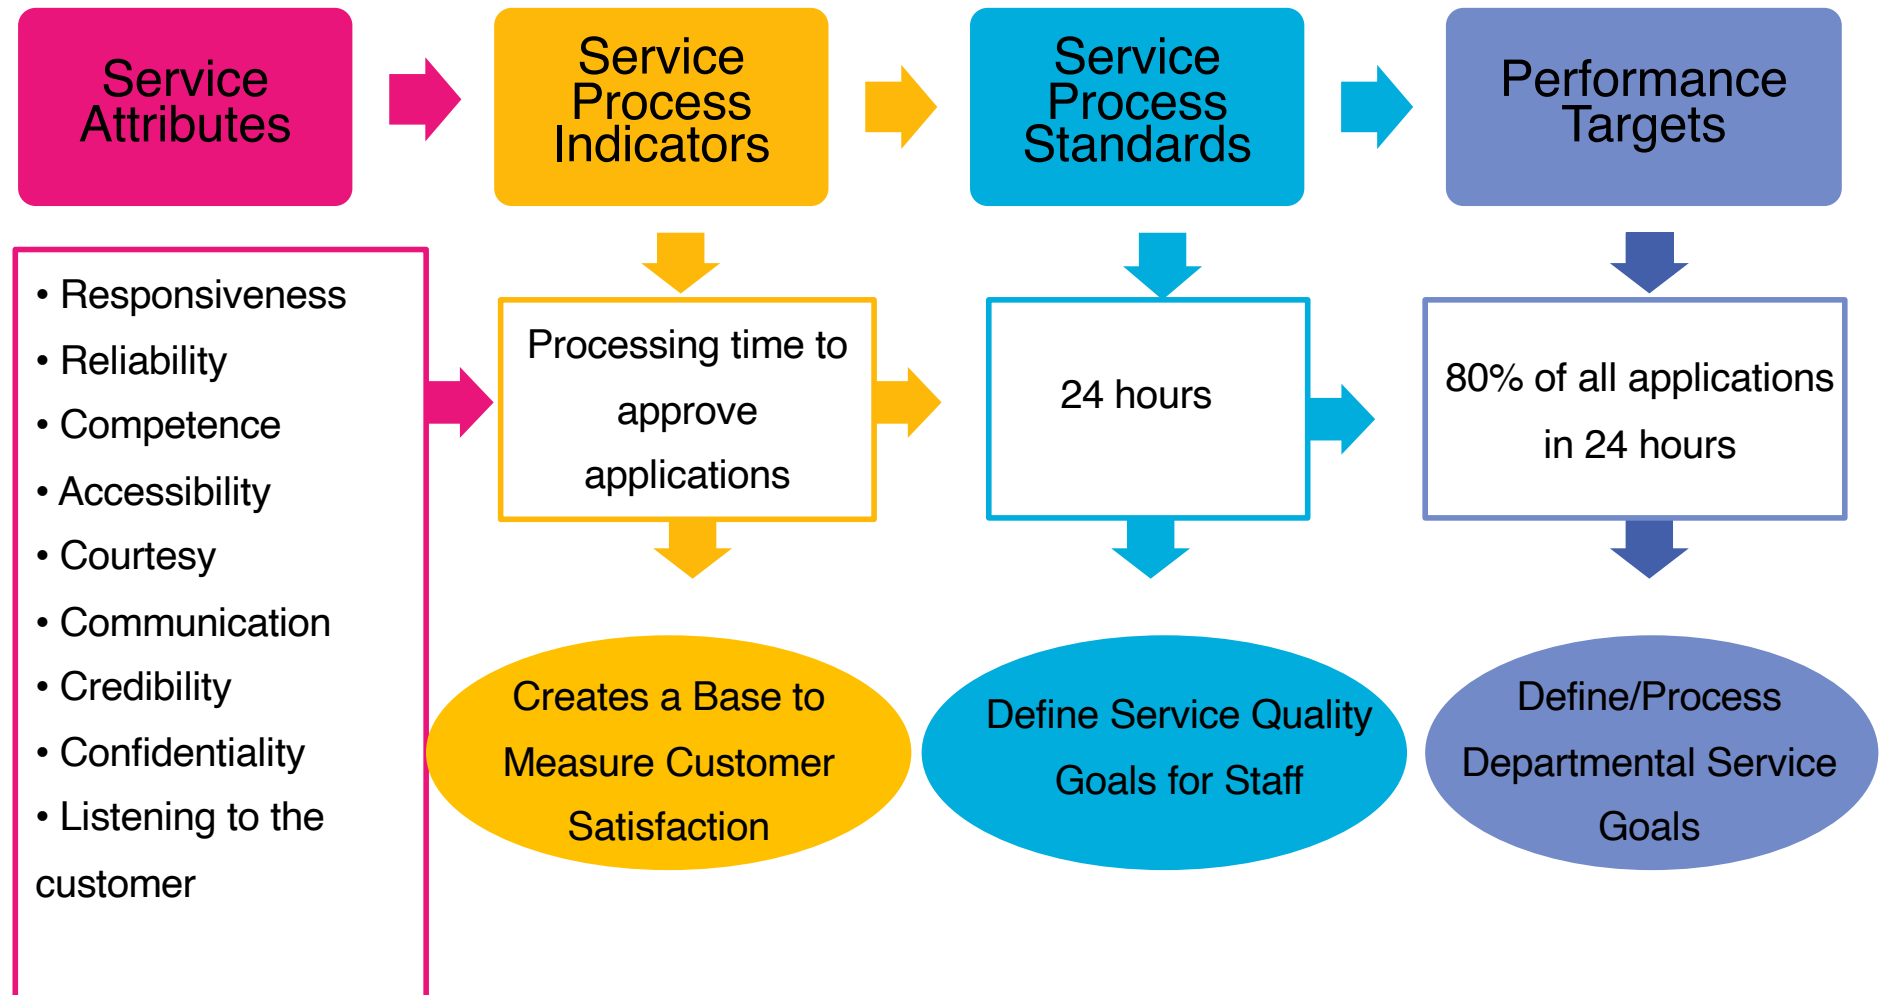 Service
Attributes
Service
Process
Indicators
Service
Process
Standards
Performance
Targets
• Responsiveness
• Reliability
• Competence
• Accessibility
• Courtesy
• Communication
• Credibility
• Confidentiality
• Listening to the
customer
Processing time to
approve
applications
24 hours
80% of all applications
in 24 hours
Creates a Base to
Measure Customer
Satisfaction
Define Service Quality
Goals for Staff
Define/Process
Departmental Service
Goals